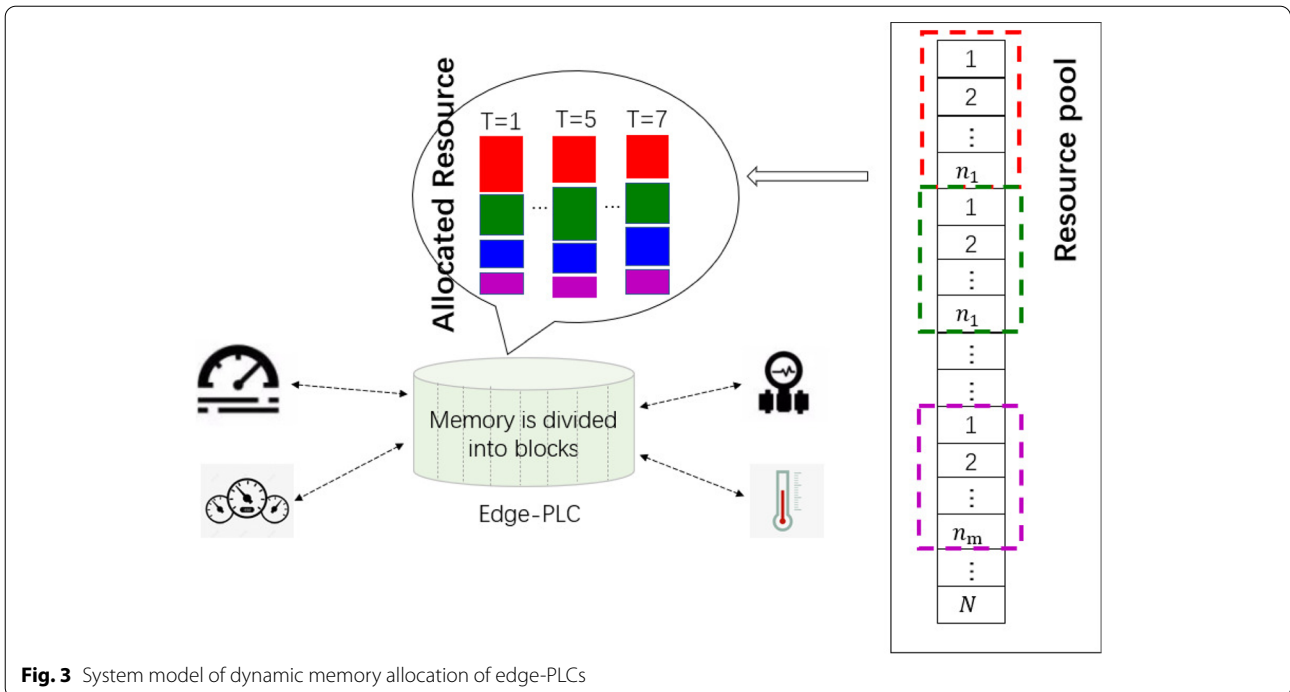 Allocated Resource
T=1 T=5 T=7
... ...
Memory is divided
into blocks
Edge-PLC
Resource pool
1
2
⋮
n₁
1
2
⋮
n₁
⋮
⋮
1
2
⋮
nₘ
⋮
N
Fig. 3 System model of dynamic memory allocation of edge-PLCs